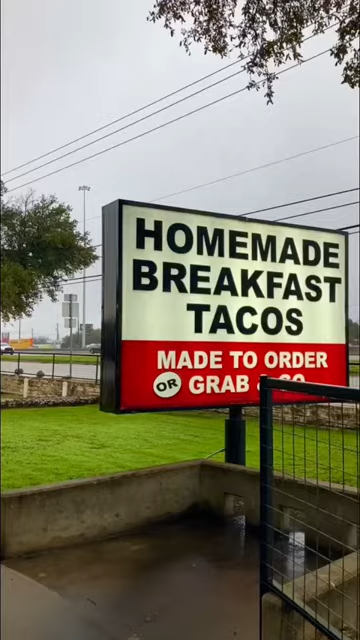 HOMEMADE
BREAKFAST
TACOS
MADE TO ORDER
OR GRAB